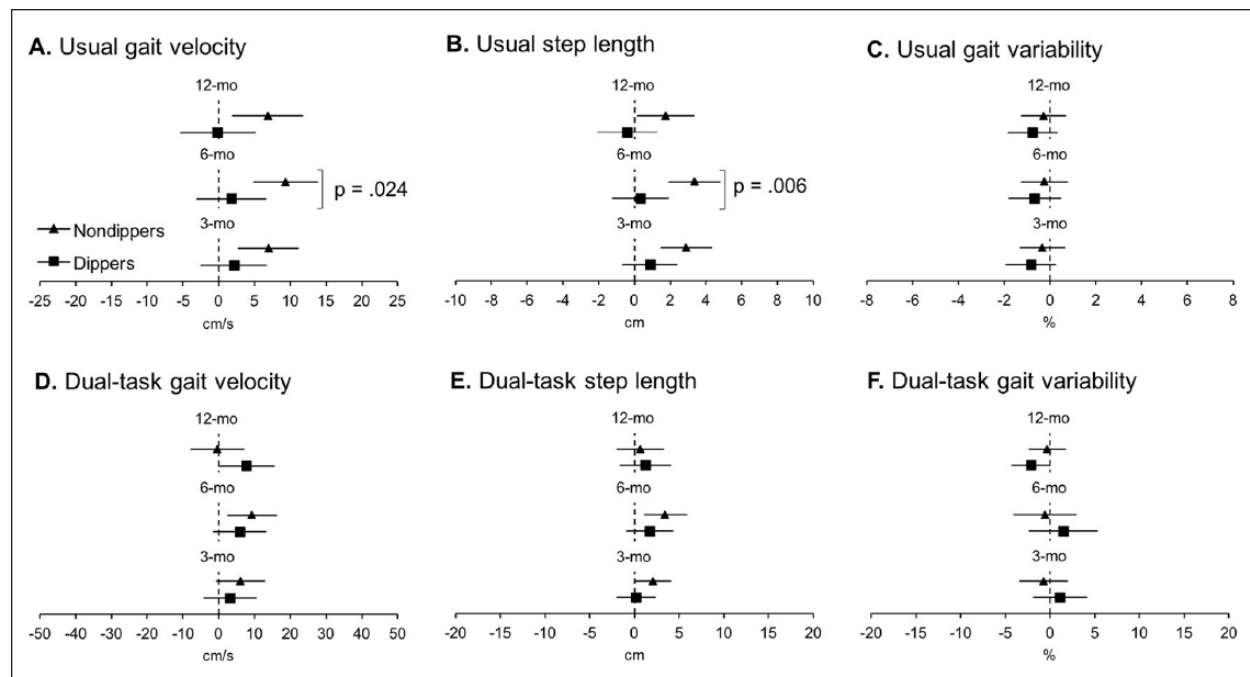 A. Usual gait velocity
12-mo
6-mo
p = .024
3-mo
Nondippers
Dippers
-25 -20 -15 -10 -5 0 5 10 15 20 25
cm/s
B. Usual step length
12-mo
6-mo
p = .006
3-mo
-10 -8 -6 -4 -2 0 2 4 6 8 10
cm
C. Usual gait variability
12-mo
6-mo
3-mo
-8 -6 -4 -2 0 2 4 6 8
%
D. Dual-task gait velocity
12-mo
6-mo
3-mo
-50 -40 -30 -20 -10 0 10 20 30 40 50
cm/s
E. Dual-task step length
12-mo
6-mo
3-mo
-20 -15 -10 -5 0 5 10 15 20
cm
F. Dual-task gait variability
12-mo
6-mo
3-mo
-20 -15 -10 -5 0 5 10 15 20
%